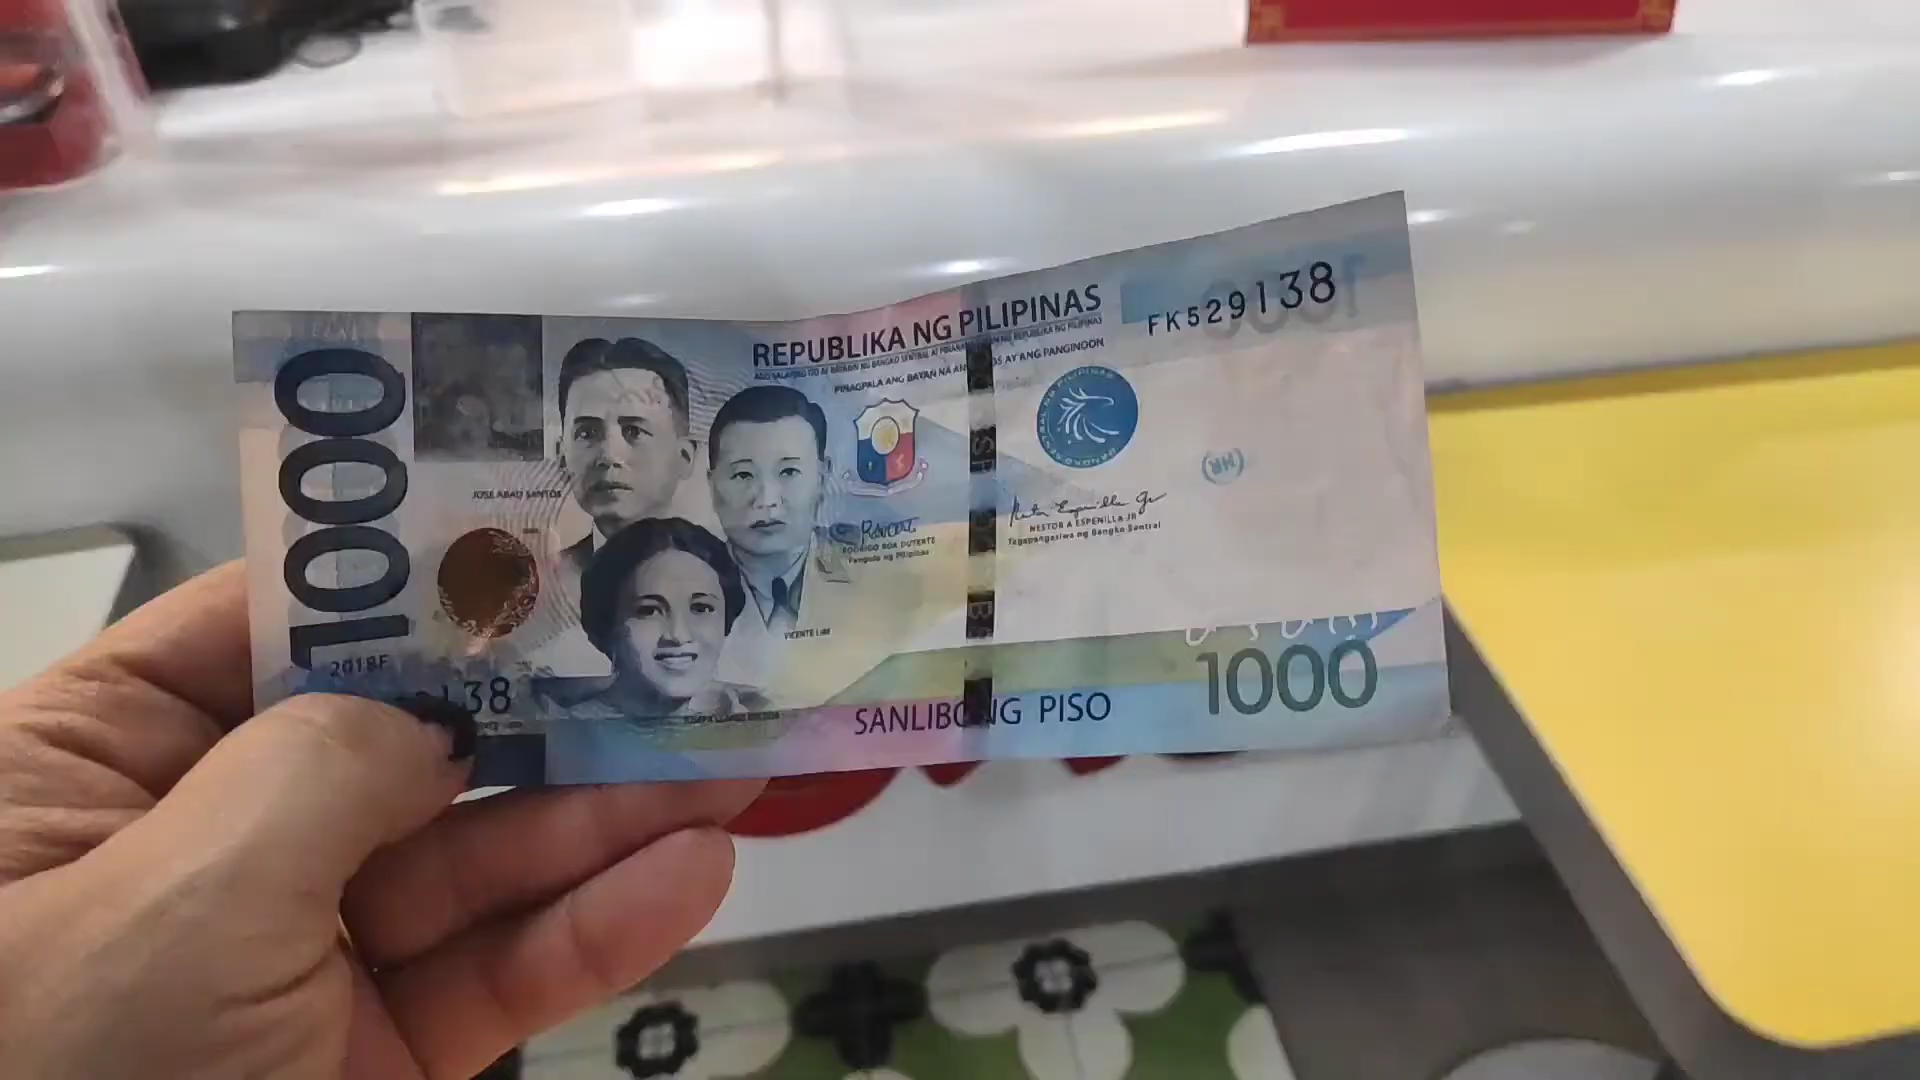 1000
REPUBLIKA NG PILIPINAS
PINAGPALA ANG BAYAN NA ANG DIYOS AY ANG PANGINOON
FK529138
JOSE ABAD SANTOS
VICENTE LIM
RODRIGO ROA DUTERTE
Pangulo ng Pilipinas
NESTOR A ESPENILLA JR
Tagapangasiwa ng Bangko Sentral
2018F
138
SANLIBONG PISO
1000